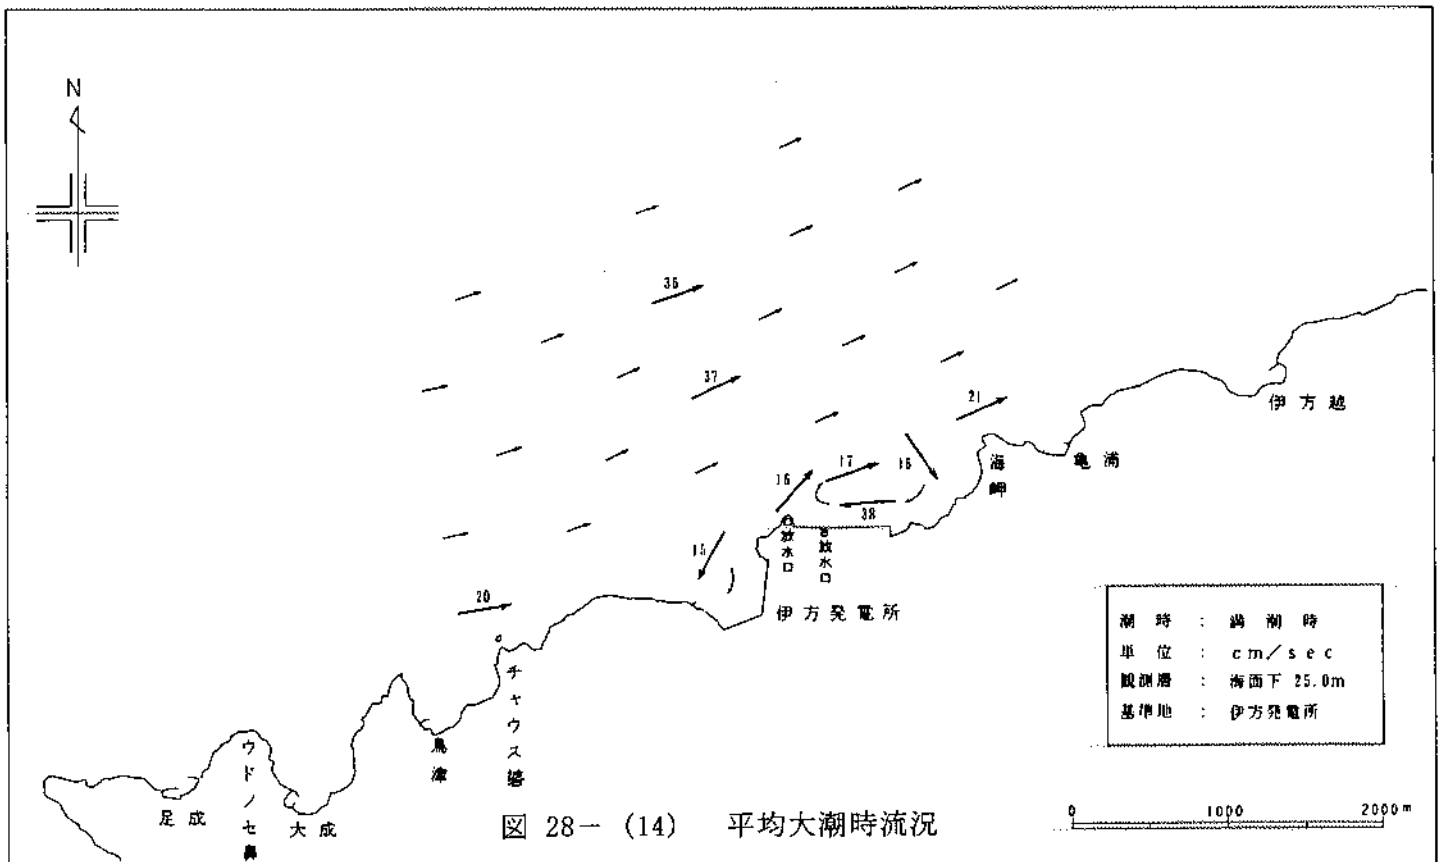 N
36
37
21
16
17
16
38
15
20
伊方越
亀浦
海岬
放水口
放水口
伊方発電所
チャウス碆
鳥津
大成
ウドノセ鼻
足成
潮時 : 満潮時
単位 : cm/sec
観測層 : 海面下 25.0m
基準地 : 伊方発電所
0 1000 2000m
図 28-(14) 平均大潮時流況